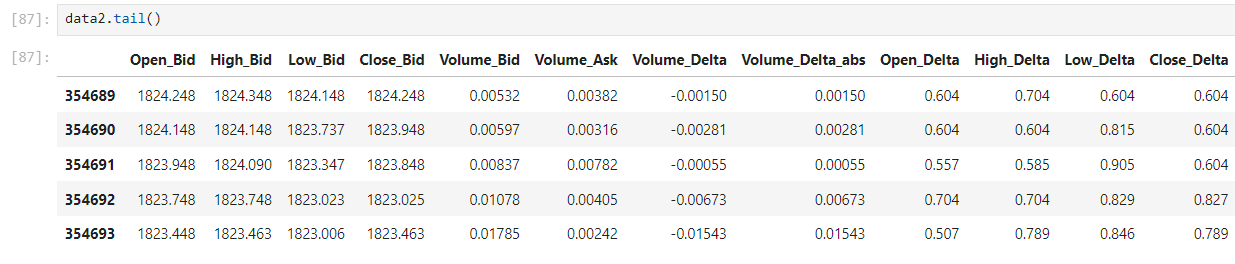 [87]: data2.tail()
[87]:
Open_Bid High_Bid Low_Bid Close_Bid Volume_Bid Volume_Ask Volume_Delta Volume_Delta_abs Open_Delta High_Delta Low_Delta Close_Delta
354689 1824.248 1824.348 1824.148 1824.248 0.00532 0.00382 -0.00150 0.00150 0.604 0.704 0.604 0.604
354690 1824.148 1824.148 1823.737 1823.948 0.00597 0.00316 -0.00281 0.00281 0.604 0.604 0.815 0.604
354691 1823.948 1824.090 1823.347 1823.848 0.00837 0.00782 -0.00055 0.00055 0.557 0.585 0.905 0.604
354692 1823.748 1823.748 1823.023 1823.025 0.01078 0.00405 -0.00673 0.00673 0.704 0.704 0.829 0.827
354693 1823.448 1823.463 1823.006 1823.463 0.01785 0.00242 -0.01543 0.01543 0.507 0.789 0.846 0.789